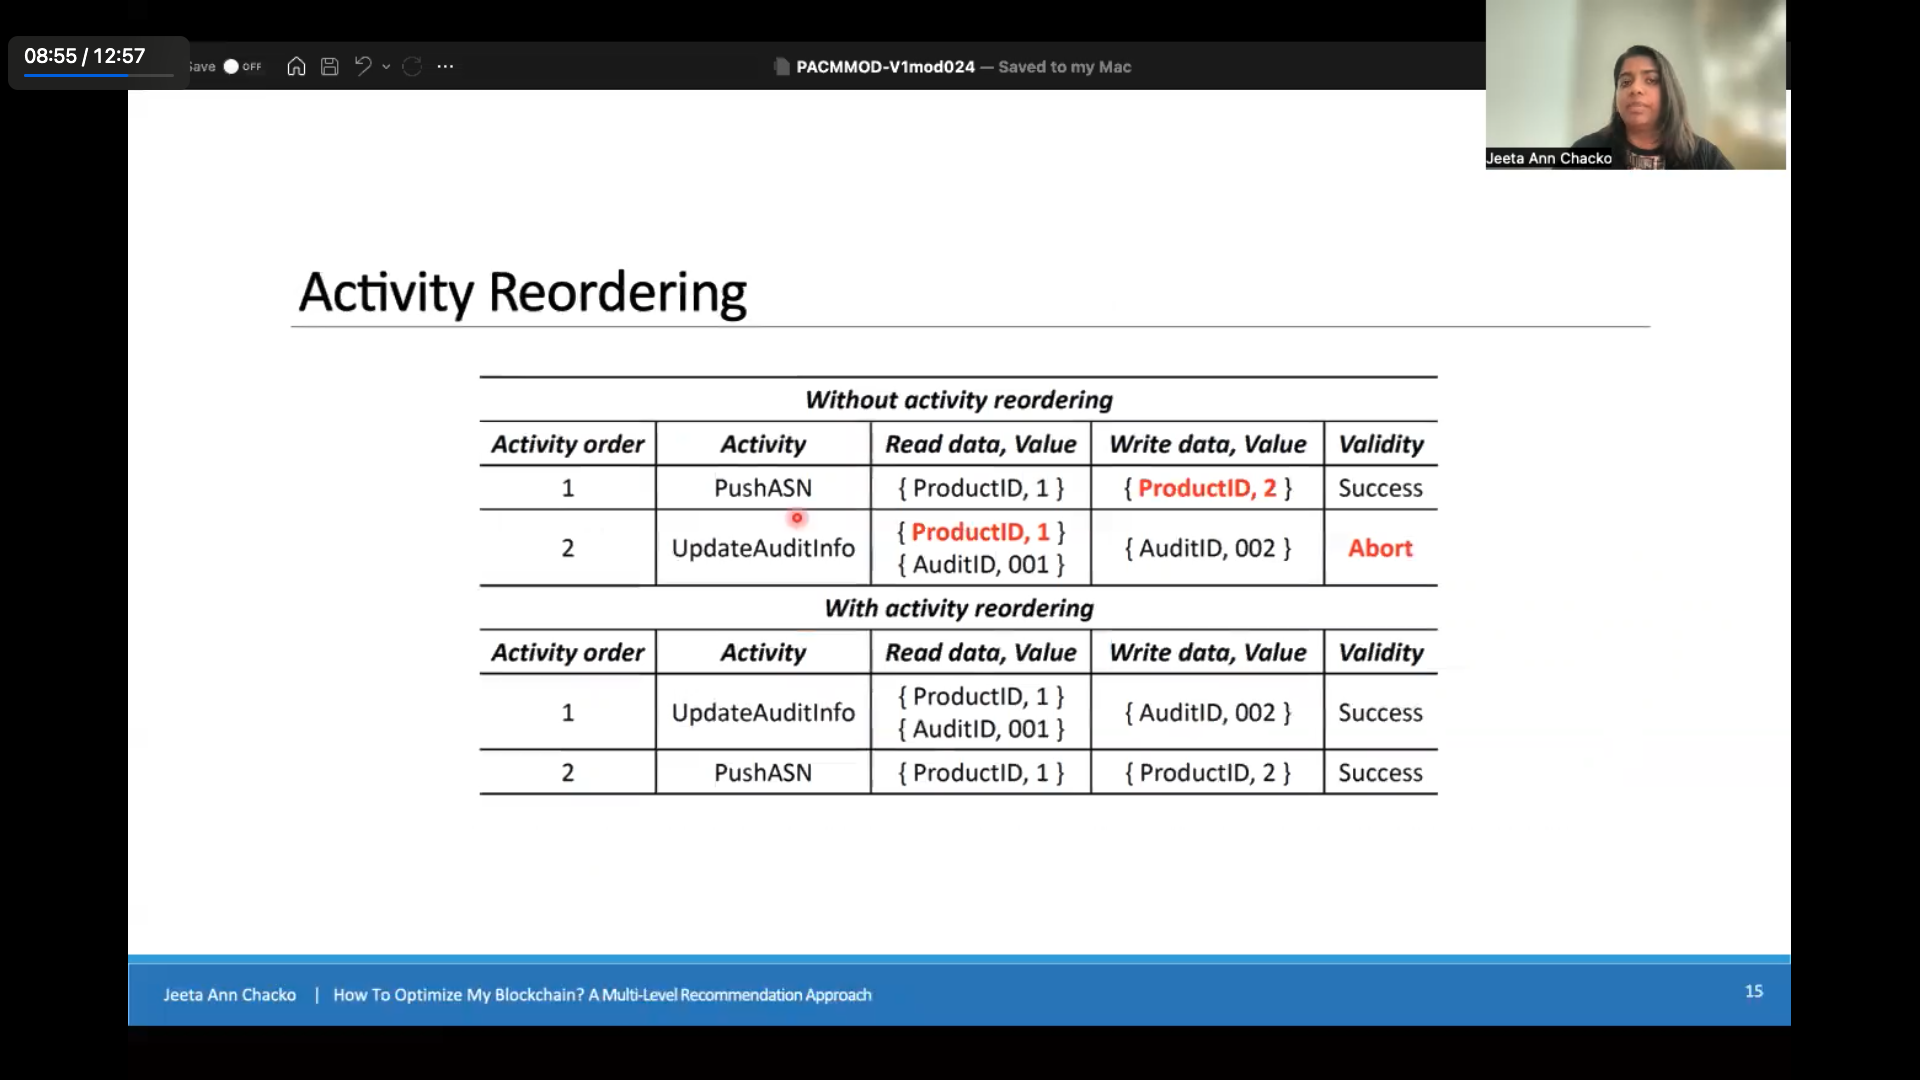 08:55 / 12:57
Save OFF
PACMMOD-V1mod024 — Saved to my Mac
Jeeta Ann Chacko
Activity Reordering
Without activity reordering
Activity order Activity Read data, Value Write data, Value Validity
1 PushASN { ProductID, 1 } { ProductID, 2 } Success
2 UpdateAuditInfo { ProductID, 1 } { AuditID, 001 } { AuditID, 002 } Abort
With activity reordering
Activity order Activity Read data, Value Write data, Value Validity
1 UpdateAuditInfo { ProductID, 1 } { AuditID, 001 } { AuditID, 002 } Success
2 PushASN { ProductID, 1 } { ProductID, 2 } Success
Jeeta Ann Chacko | How To Optimize My Blockchain? A Multi-Level Recommendation Approach
15